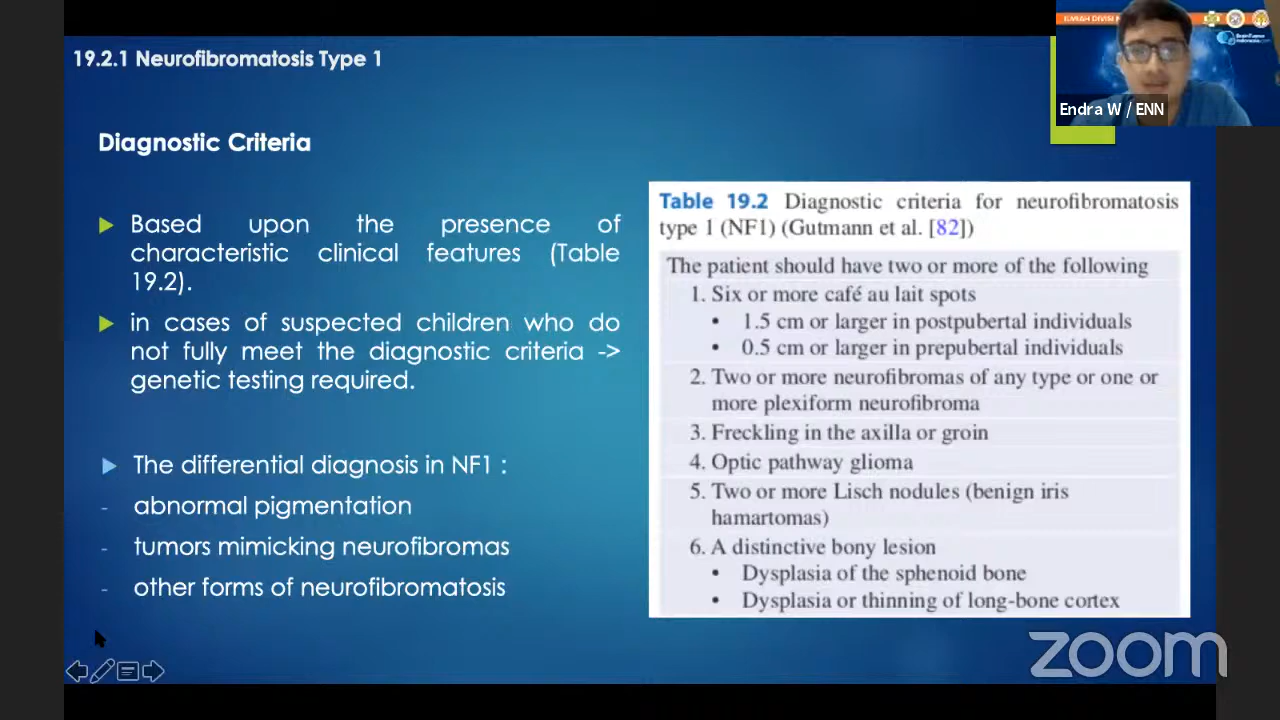 19.2.1 Neurofibromatosis Type 1
Diagnostic Criteria
Based upon the presence of
characteristic clinical features (Table
19.2).
in cases of suspected children who do
not fully meet the diagnostic criteria ->
genetic testing required.
The differential diagnosis in NF1 :
- abnormal pigmentation
- tumors mimicking neurofibromas
- other forms of neurofibromatosis
Table 19.2 Diagnostic criteria for neurofibromatosis
type 1 (NF1) (Gutmann et al. [82])
The patient should have two or more of the following
1. Six or more café au lait spots
• 1.5 cm or larger in postpubertal individuals
• 0.5 cm or larger in prepubertal individuals
2. Two or more neurofibromas of any type or one or
more plexiform neurofibroma
3. Freckling in the axilla or groin
4. Optic pathway glioma
5. Two or more Lisch nodules (benign iris
hamartomas)
6. A distinctive bony lesion
• Dysplasia of the sphenoid bone
• Dysplasia or thinning of long-bone cortex
ILMIAH DIVISI
Endra W / ENN
zoom